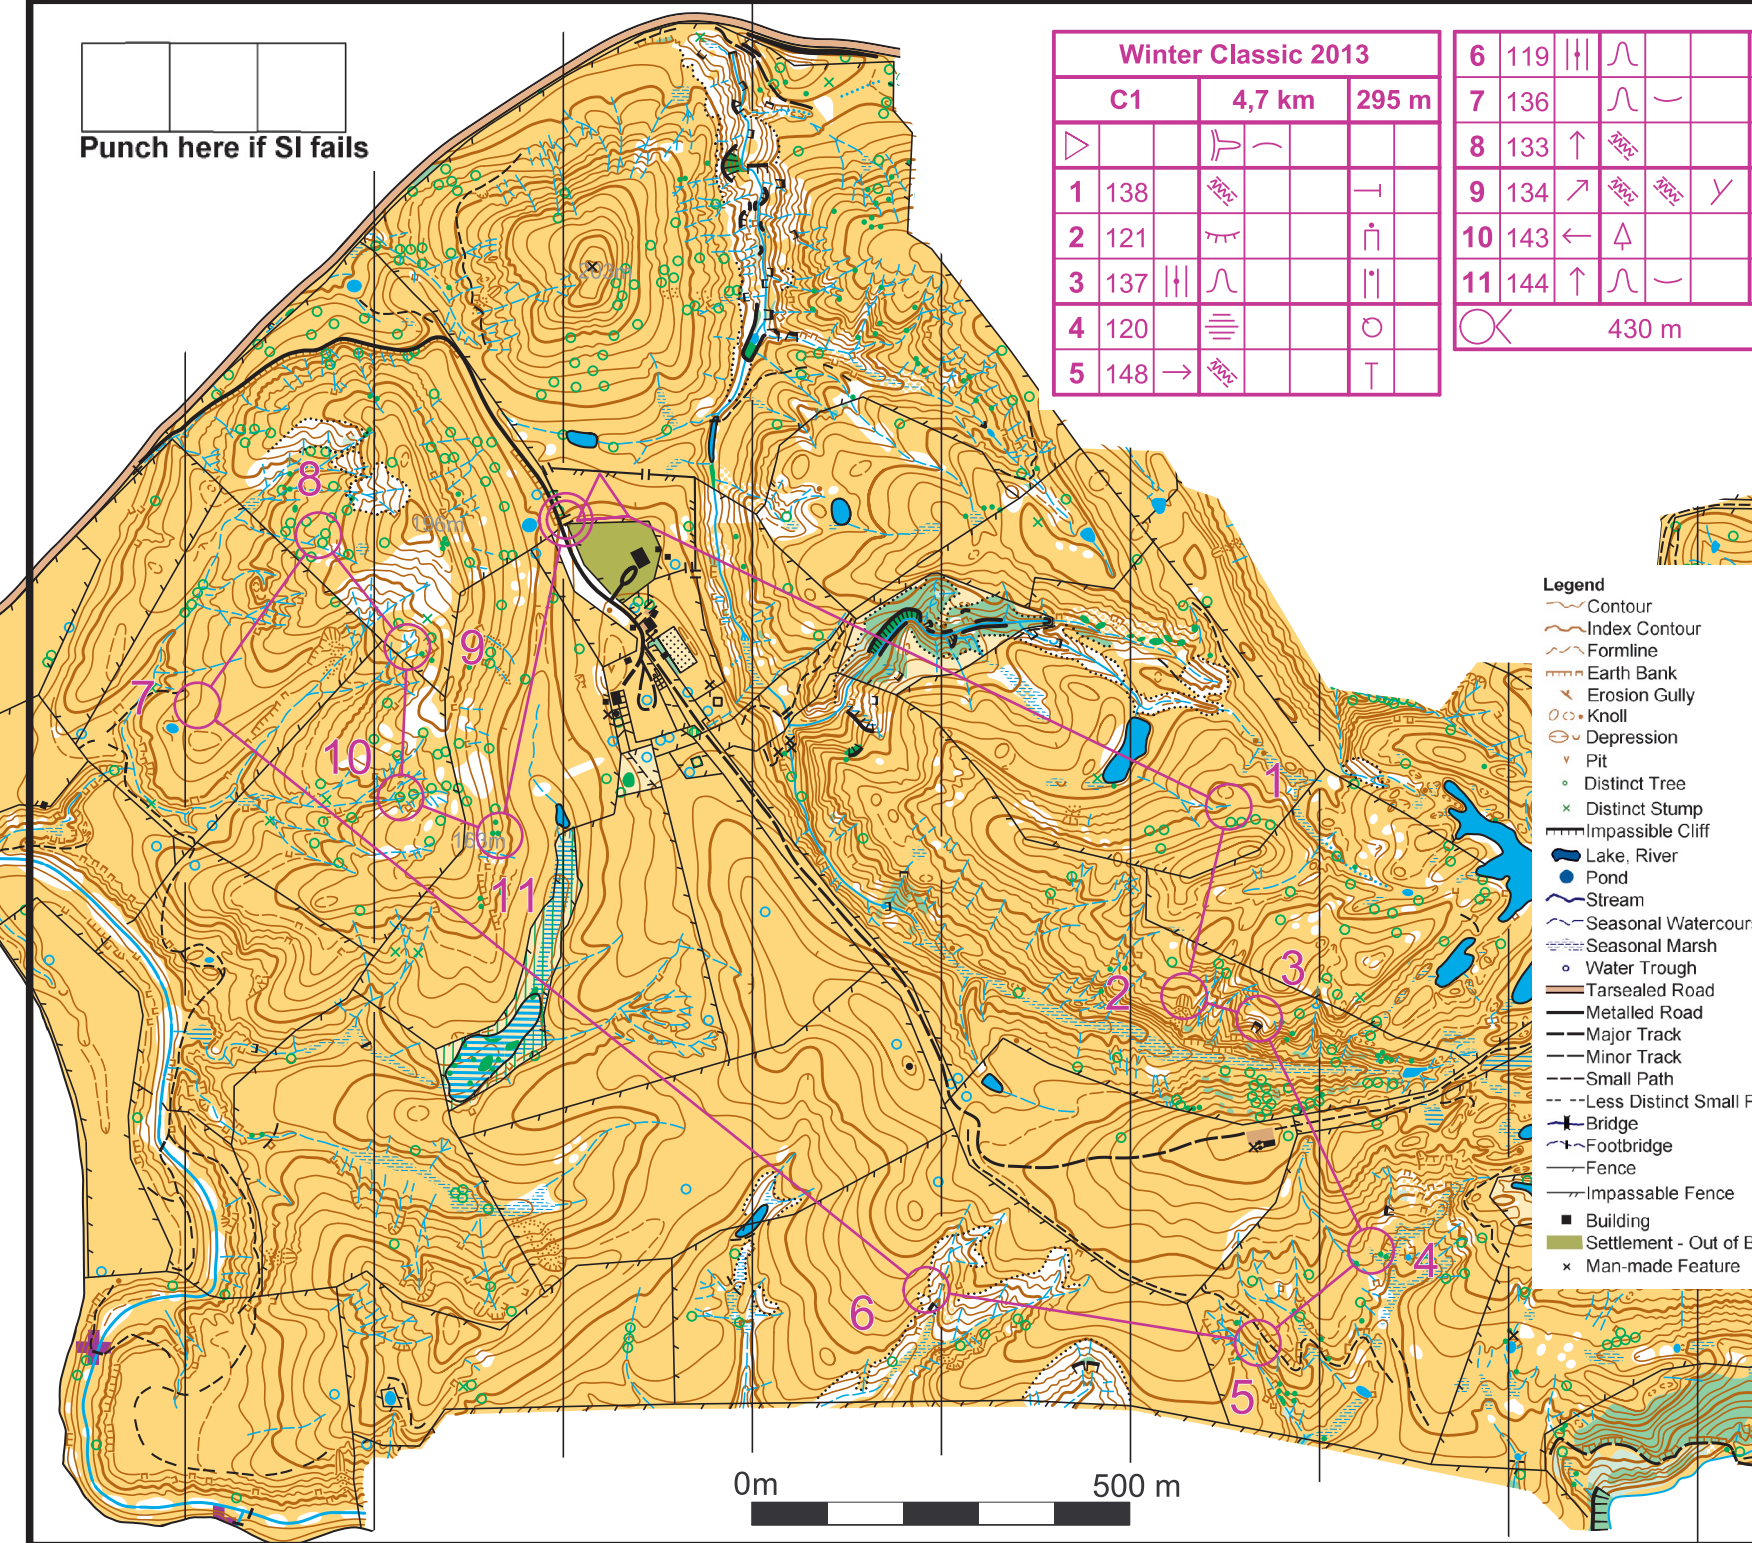 Punch here if SI fails
Winter Classic 2013
C1 4,7 km 295 m
1 138
2 121
3 137
4 120
5 148
6 119
7 136
8 133
9 134
10 143
11 144
430 m
203m
196m
163m
8
9
7
10
11
1
2
3
4
5
6
Legend
Contour
Index Contour
Formline
Earth Bank
Erosion Gully
Knoll
Depression
Pit
Distinct Tree
Distinct Stump
Impassible Cliff
Lake, River
Pond
Stream
Seasonal Watercours
Seasonal Marsh
Water Trough
Tarsealed Road
Metalled Road
Major Track
Minor Track
Small Path
Less Distinct Small P
Bridge
Footbridge
Fence
Impassable Fence
Building
Settlement - Out of B
Man-made Feature
0m 500 m